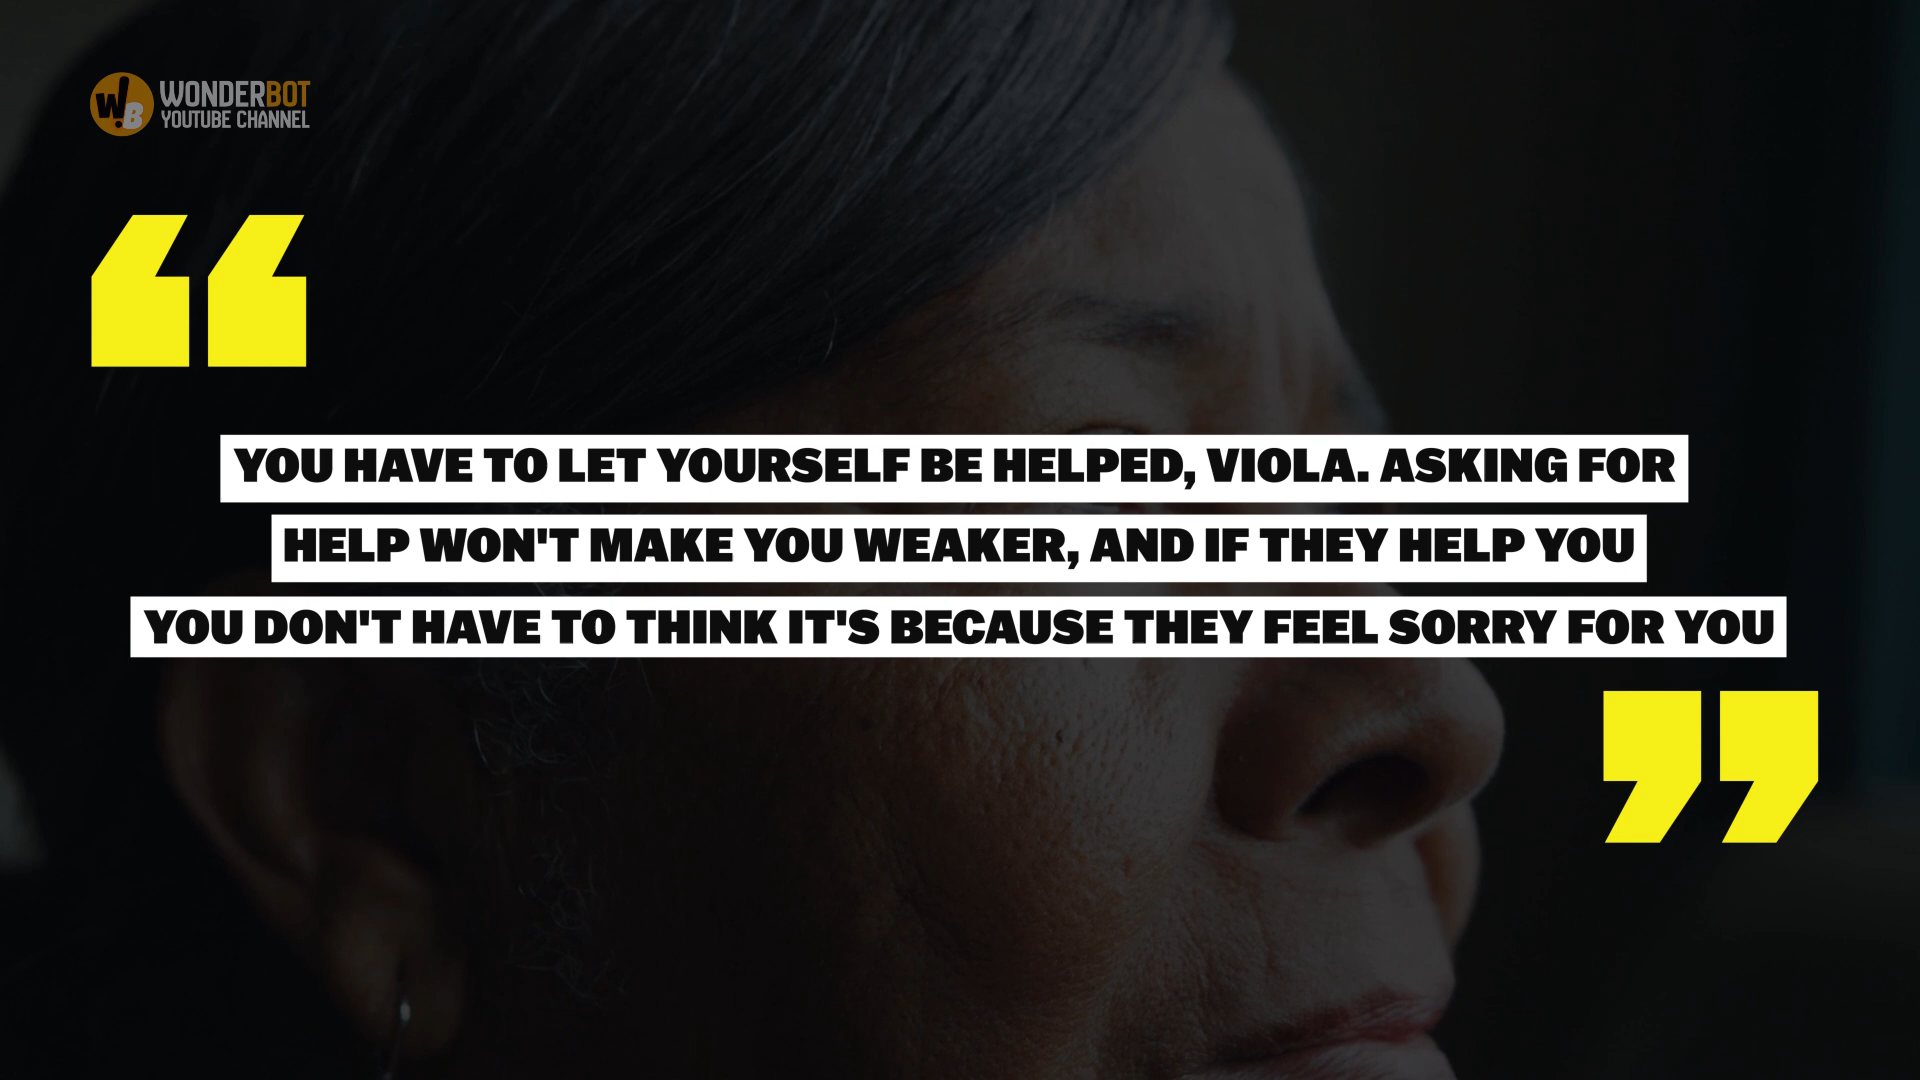 WONDERBOT
YOUTUBE CHANNEL
“
YOU HAVE TO LET YOURSELF BE HELPED, VIOLA. ASKING FOR
HELP WON'T MAKE YOU WEAKER, AND IF THEY HELP YOU
YOU DON'T HAVE TO THINK IT'S BECAUSE THEY FEEL SORRY FOR YOU
”